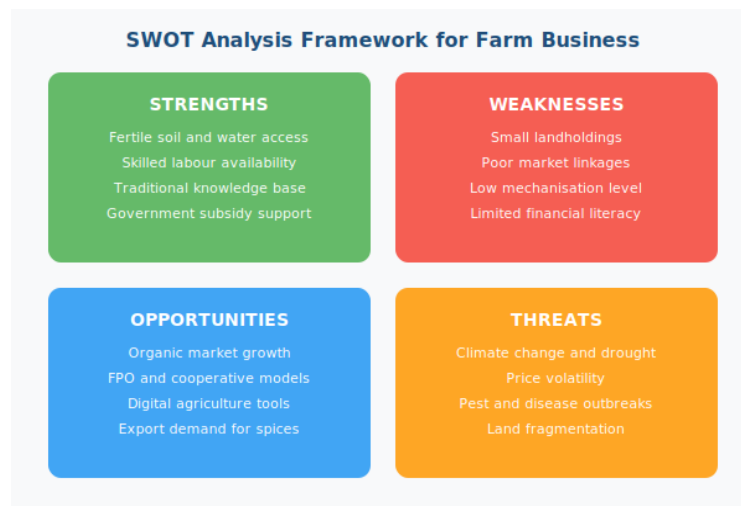 SWOT Analysis Framework for Farm Business
STRENGTHS
Fertile soil and water access
Skilled labour availability
Traditional knowledge base
Government subsidy support
WEAKNESSES
Small landholdings
Poor market linkages
Low mechanisation level
Limited financial literacy
OPPORTUNITIES
Organic market growth
FPO and cooperative models
Digital agriculture tools
Export demand for spices
THREATS
Climate change and drought
Price volatility
Pest and disease outbreaks
Land fragmentation